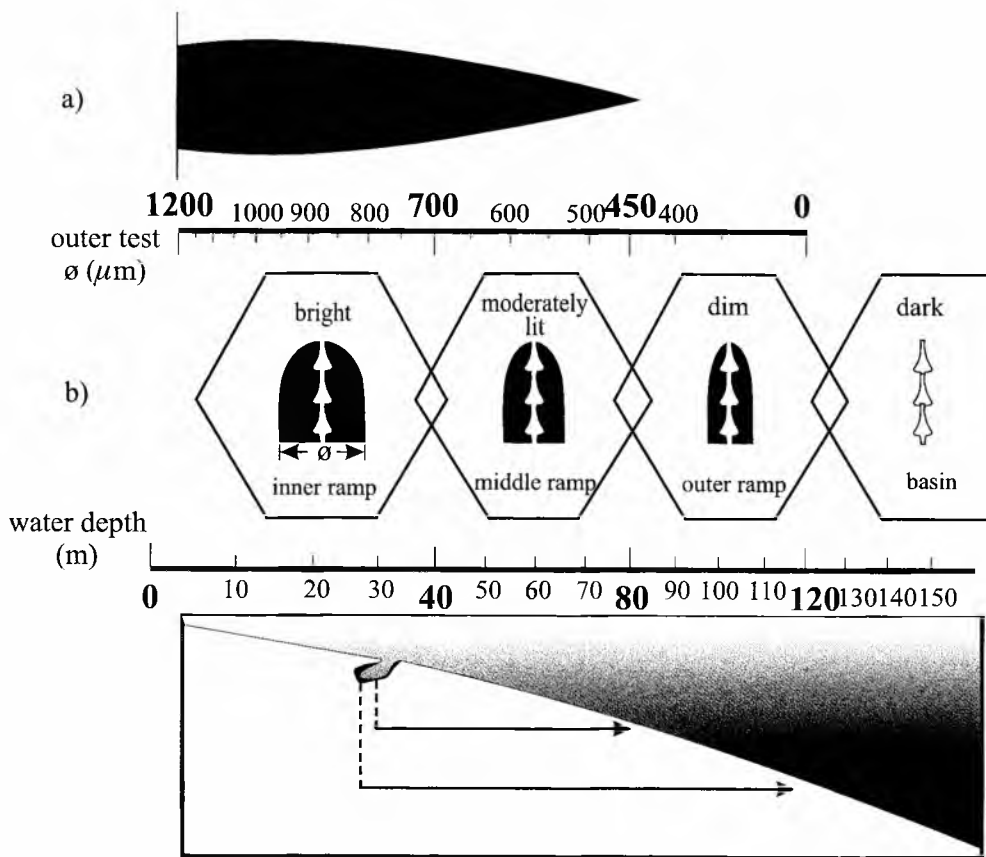 a)
1200 1000 900 800 700 600 500 450 400 0
outer test
ø (μm)
bright moderately lit dim dark
b)
ø
inner ramp middle ramp outer ramp basin
water depth
(m)
0 10 20 30 40 50 60 70 80 90 100 110 120 130 140 150